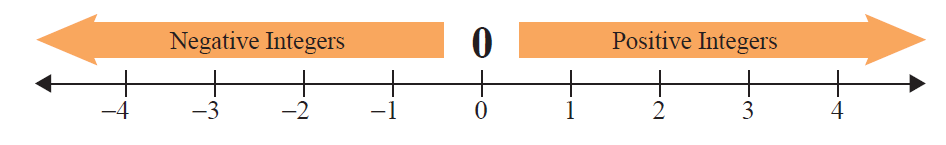 Negative Integers 0 Positive Integers
–4 –3 –2 –1 0 1 2 3 4